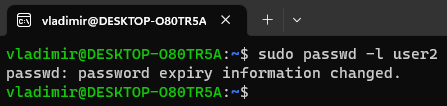 vladimir@DESKTOP-O80TR5A
vladimir@DESKTOP-O80TR5A:~$ sudo passwd -l user2
passwd: password expiry information changed.
vladimir@DESKTOP-O80TR5A:~$